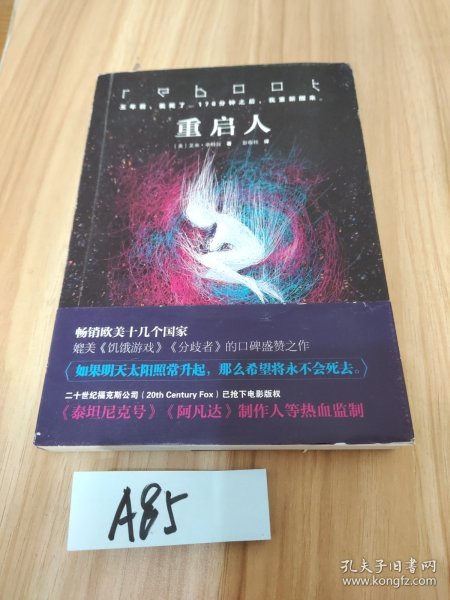 reboot
五年前，我死了。178分钟之后，我重新醒来。
重启人
［美］艾米·亭特拉 著
畅销欧美十几个国家
媲美《饥饿游戏》《分歧者》的口碑盛赞之作
〈如果明天太阳照常升起，那么希望将永不会死去。〉
二十世纪福克斯公司（20th Century Fox）已抢下电影版权
《泰坦尼克号》《阿凡达》制作人等热血监制
A85
孔夫子旧书网
www.kongfz.com